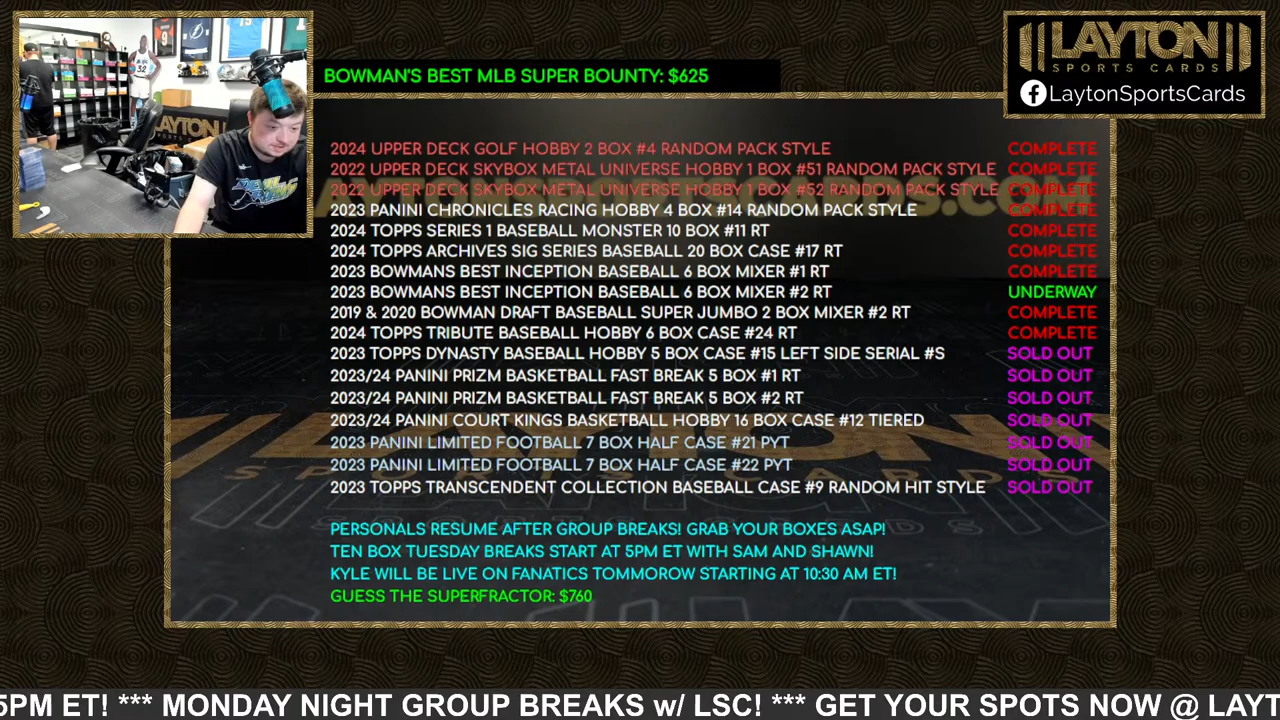 LAYTON
SPORTS CARDS
LaytonSportsCards
BOWMAN'S BEST MLB SUPER BOUNTY: $625
2024 UPPER DECK GOLF HOBBY 2 BOX #4 RANDOM PACK STYLE COMPLETE
2022 UPPER DECK SKYBOX METAL UNIVERSE HOBBY 1 BOX #51 RANDOM PACK STYLE COMPLETE
2022 UPPER DECK SKYBOX METAL UNIVERSE HOBBY 1 BOX #52 RANDOM PACK STYLE COMPLETE
2023 PANINI CHRONICLES RACING HOBBY 4 BOX #14 RANDOM PACK STYLE COMPLETE
2024 TOPPS SERIES 1 BASEBALL MONSTER 10 BOX #11 RT COMPLETE
2024 TOPPS ARCHIVES SIG SERIES BASEBALL 20 BOX CASE #17 RT COMPLETE
2023 BOWMANS BEST INCEPTION BASEBALL 6 BOX MIXER #1 RT COMPLETE
2023 BOWMANS BEST INCEPTION BASEBALL 6 BOX MIXER #2 RT UNDERWAY
2019 & 2020 BOWMAN DRAFT BASEBALL SUPER JUMBO 2 BOX MIXER #2 RT COMPLETE
2024 TOPPS TRIBUTE BASEBALL HOBBY 6 BOX CASE #24 RT COMPLETE
2023 TOPPS DYNASTY BASEBALL HOBBY 5 BOX CASE #15 LEFT SIDE SERIAL #S SOLD OUT
2023/24 PANINI PRIZM BASKETBALL FAST BREAK 5 BOX #1 RT SOLD OUT
2023/24 PANINI PRIZM BASKETBALL FAST BREAK 5 BOX #2 RT SOLD OUT
2023/24 PANINI COURT KINGS BASKETBALL HOBBY 16 BOX CASE #12 TIERED SOLD OUT
2023 PANINI LIMITED FOOTBALL 7 BOX HALF CASE #21 PYT SOLD OUT
2023 PANINI LIMITED FOOTBALL 7 BOX HALF CASE #22 PYT SOLD OUT
2023 TOPPS TRANSCENDENT COLLECTION BASEBALL CASE #9 RANDOM HIT STYLE SOLD OUT
PERSONALS RESUME AFTER GROUP BREAKS! GRAB YOUR BOXES ASAP!
TEN BOX TUESDAY BREAKS START AT 5PM ET WITH SAM AND SHAWN!
KYLE WILL BE LIVE ON FANATICS TOMMOROW STARTING AT 10:30 AM ET!
GUESS THE SUPERFRACTOR: $760
5PM ET! *** MONDAY NIGHT GROUP BREAKS w/ LSC! *** GET YOUR SPOTS NOW @ LAYT